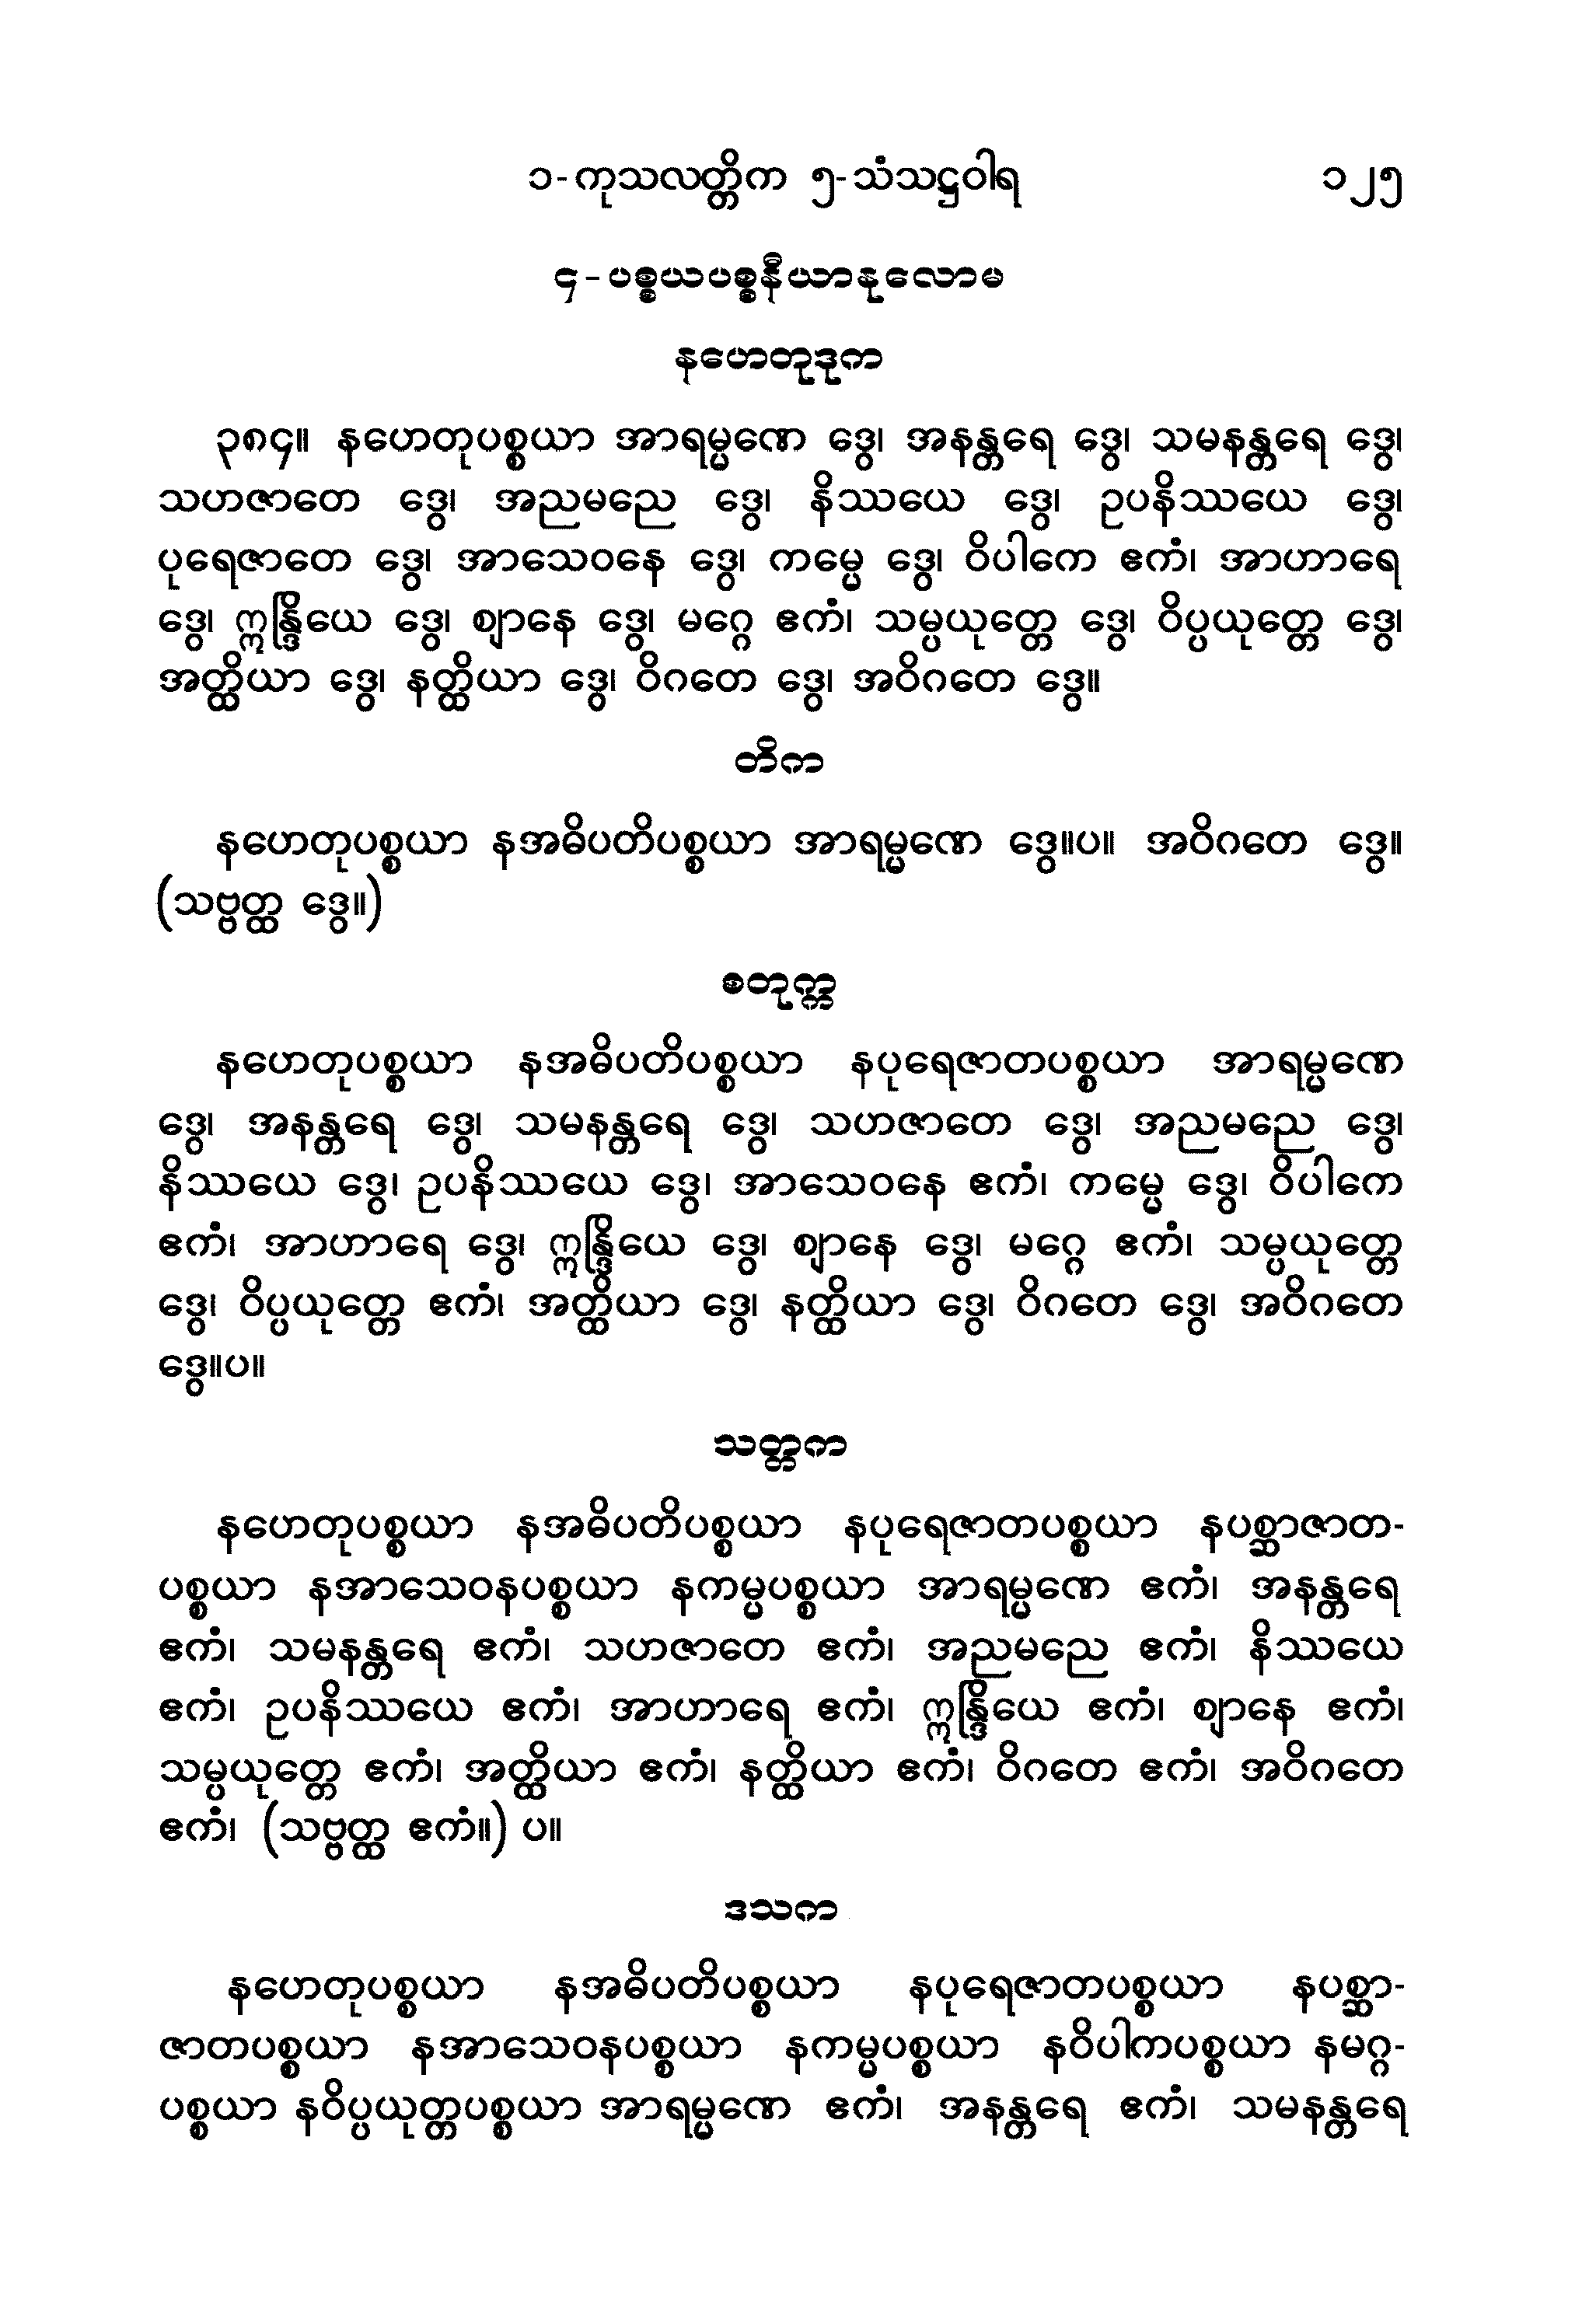 ၁-ကုသလတ္တိက ၅-သံသဋ္ဌဝါရ ၁၂၅
၄-ပစ္စယပစ္စနီယာနုလောမ
နဟေတုဒုက
၃၈၄။ နဟေတုပစ္စယာ အာရမ္မဏေ ဒွေ၊ အနန္တရေ ဒွေ၊ သမနန္တရေ ဒွေ၊
သဟဇာတေ ဒွေ၊ အညမညေ ဒွေ၊ နိဿယေ ဒွေ၊ ဥပနိဿယေ ဒွေ၊
ပုရေဇာတေ ဒွေ၊ အာသေဝနေ ဒွေ၊ ကမ္မေ ဒွေ၊ ဝိပါကေ ဧကံ၊ အာဟာရေ
ဒွေ၊ ဣန္ဒြိယေ ဒွေ၊ ဈာနေ ဒွေ၊ မဂ္ဂေ ဧကံ၊ သမ္ပယုတ္တေ ဒွေ၊ ဝိပ္ပယုတ္တေ ဒွေ၊
အတ္ထိယာ ဒွေ၊ နတ္ထိယာ ဒွေ၊ ဝိဂတေ ဒွေ၊ အဝိဂတေ ဒွေ။
တိက
နဟေတုပစ္စယာ နအဓိပတိပစ္စယာ အာရမ္မဏေ ဒွေ။ပ။ အဝိဂတေ ဒွေ။
(သဗ္ဗတ္ထ ဒွေ။)
စတုက္က
နဟေတုပစ္စယာ နအဓိပတိပစ္စယာ နပုရေဇာတပစ္စယာ အာရမ္မဏေ
ဒွေ၊ အနန္တရေ ဒွေ၊ သမနန္တရေ ဒွေ၊ သဟဇာတေ ဒွေ၊ အညမညေ ဒွေ၊
နိဿယေ ဒွေ၊ ဥပနိဿယေ ဒွေ၊ အာသေဝနေ ဧကံ၊ ကမ္မေ ဒွေ၊ ဝိပါကေ
ဧကံ၊ အာဟာရေ ဒွေ၊ ဣန္ဒြိယေ ဒွေ၊ ဈာနေ ဒွေ၊ မဂ္ဂေ ဧကံ၊ သမ္ပယုတ္တေ
ဒွေ၊ ဝိပ္ပယုတ္တေ ဧကံ၊ အတ္ထိယာ ဒွေ၊ နတ္ထိယာ ဒွေ၊ ဝိဂတေ ဒွေ၊ အဝိဂတေ
ဒွေ။ပ။
သတ္တက
နဟေတုပစ္စယာ နအဓိပတိပစ္စယာ နပုရေဇာတပစ္စယာ နပစ္ဆာဇာတ-
ပစ္စယာ နအာသေဝနပစ္စယာ နကမ္မပစ္စယာ အာရမ္မဏေ ဧကံ၊ အနန္တရေ
ဧကံ၊ သမနန္တရေ ဧကံ၊ သဟဇာတေ ဧကံ၊ အညမညေ ဧကံ၊ နိဿယေ
ဧကံ၊ ဥပနိဿယေ ဧကံ၊ အာဟာရေ ဧကံ၊ ဣန္ဒြိယေ ဧကံ၊ ဈာနေ ဧကံ၊
သမ္ပယုတ္တေ ဧကံ၊ အတ္ထိယာ ဧကံ၊ နတ္ထိယာ ဧကံ၊ ဝိဂတေ ဧကံ၊ အဝိဂတေ
ဧကံ၊ (သဗ္ဗတ္ထ ဧကံ။) ပ။
ဒသက
နဟေတုပစ္စယာ နအဓိပတိပစ္စယာ နပုရေဇာတပစ္စယာ နပစ္ဆာ-
ဇာတပစ္စယာ နအာသေဝနပစ္စယာ နကမ္မပစ္စယာ နဝိပါကပစ္စယာ နမဂ္ဂ-
ပစ္စယာ နဝိပ္ပယုတ္တပစ္စယာ အာရမ္မဏေ ဧကံ၊ အနန္တရေ ဧကံ၊ သမနန္တရေ